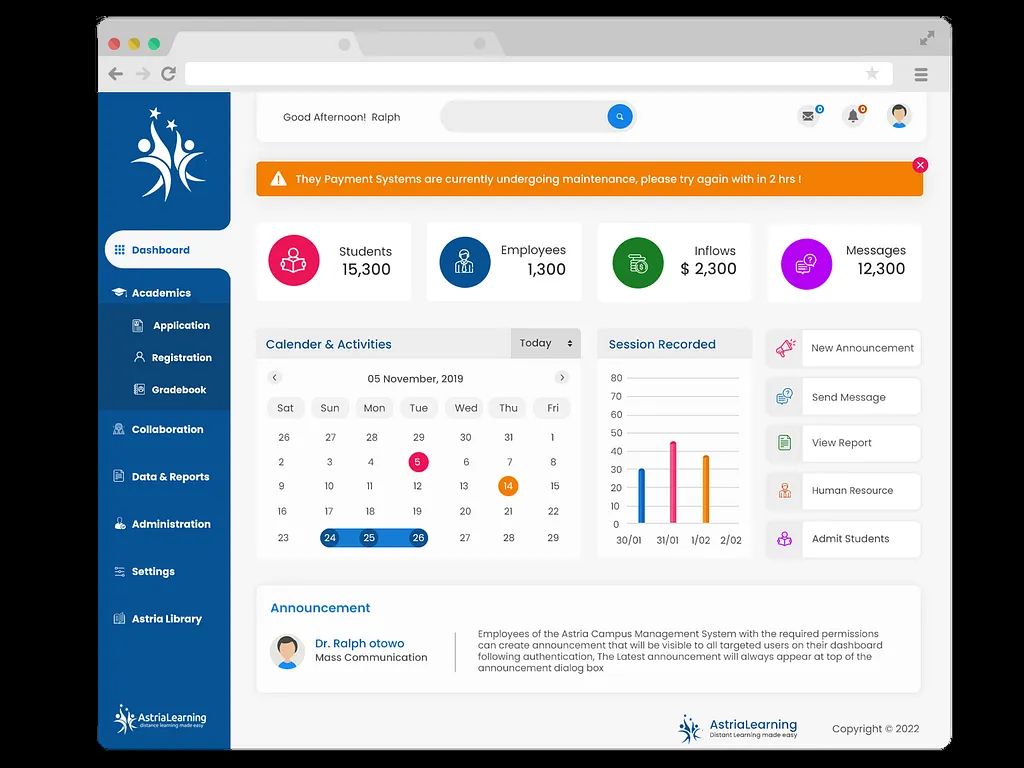 Good Afternoon!  Ralph
0
0
They Payment Systems are currently undergoing maintenance, please try again with in 2 hrs !
Dashboard
Academics
Application
Registration
Gradebook
Collaboration
Data & Reports
Administration
Settings
Astria Library
AstriaLearning
distance learning made easy
Students
15,300
Employees
1,300
Inflows
$ 2,300
Messages
12,300
Calender & Activities
Today
05 November, 2019
Sat Sun Mon Tue Wed Thu Fri
26 27 28 29 30 31 1
2 3 4 5 6 7 8
9 10 11 12 13 14 15
16 17 18 19 20 21 22
23 24 25 26 27 28 29
Session Recorded
80
70
60
50
40
30
20
10
0
30/01 31/01 1/02 2/02
New Announcement
Send Message
View Report
Human Resource
Admit Students
Announcement
Dr. Ralph otowo
Mass Communication
Employees of the Astria Campus Management System with the required permissions
can create announcement that will be visible to all targeted users on their dashboard
following authentication, The Latest announcement will always appear at top of the
announcement dialog box
AstriaLearning
Distant Learning made easy
Copyright © 2022